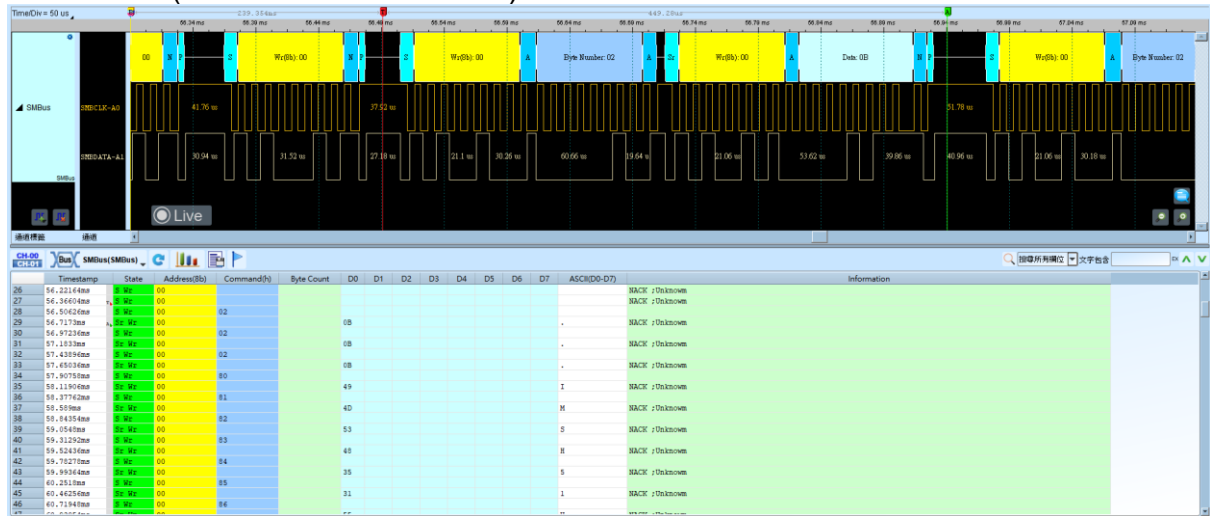 Time/Div = 50 us
239.354ms
449.28us
56.34 ms 56.39 ms 56.44 ms 56.49 ms 56.54 ms 56.59 ms 56.64 ms 56.69 ms 56.74 ms 56.79 ms 56.84 ms 56.89 ms 56.94 ms 56.99 ms 57.04 ms 57.09 ms
00 N P S Wr(8b): 00 N P S Wr(8b): 00 A Byte Number: 02 A Sr Wr(8b): 00 A Data: 0B N P S Wr(8b): 00 A Byte Number: 02
SMBus SMBCLK-A0 41.76 us 37.92 us 51.78 us
SMBDATA-A1 30.94 us 31.52 us 27.18 us 21.1 us 30.26 us 60.66 us 19.64 u 21.06 us 53.62 us 39.86 us 40.96 us 21.06 us 30.18 us
SMBus
Live
通道標籤 通道
CH-00
CH-01
Bus SMBus(SMBus) 搜尋所有欄位 文字包含
Timestamp State Address(8b) Command(h) Byte Count D0 D1 D2 D3 D4 D5 D6 D7 ASCII(D0-D7) Information
26 56.22164ms S Wr 00 NACK ;Unknown
27 56.36604ms S Wr 00 NACK ;Unknown
28 56.50626ms S Wr 00 02
29 56.7173ms Sr Wr 00 0B . NACK ;Unknown
30 56.97236ms S Wr 00 02
31 57.1833ms Sr Wr 00 0B . NACK ;Unknown
32 57.43896ms S Wr 00 02
33 57.65036ms Sr Wr 00 0B . NACK ;Unknown
34 57.90758ms S Wr 00 80
35 58.11906ms Sr Wr 00 49 I NACK ;Unknown
36 58.37762ms S Wr 00 81
37 58.589ms Sr Wr 00 4D M NACK ;Unknown
38 58.84354ms S Wr 00 82
39 59.0548ms Sr Wr 00 53 S NACK ;Unknown
40 59.31292ms S Wr 00 83
41 59.52436ms Sr Wr 00 48 H NACK ;Unknown
42 59.78278ms S Wr 00 84
43 59.99364ms Sr Wr 00 35 5 NACK ;Unknown
44 60.2518ms S Wr 00 85
45 60.46256ms Sr Wr 00 31 1 NACK ;Unknown
46 60.71948ms S Wr 00 86